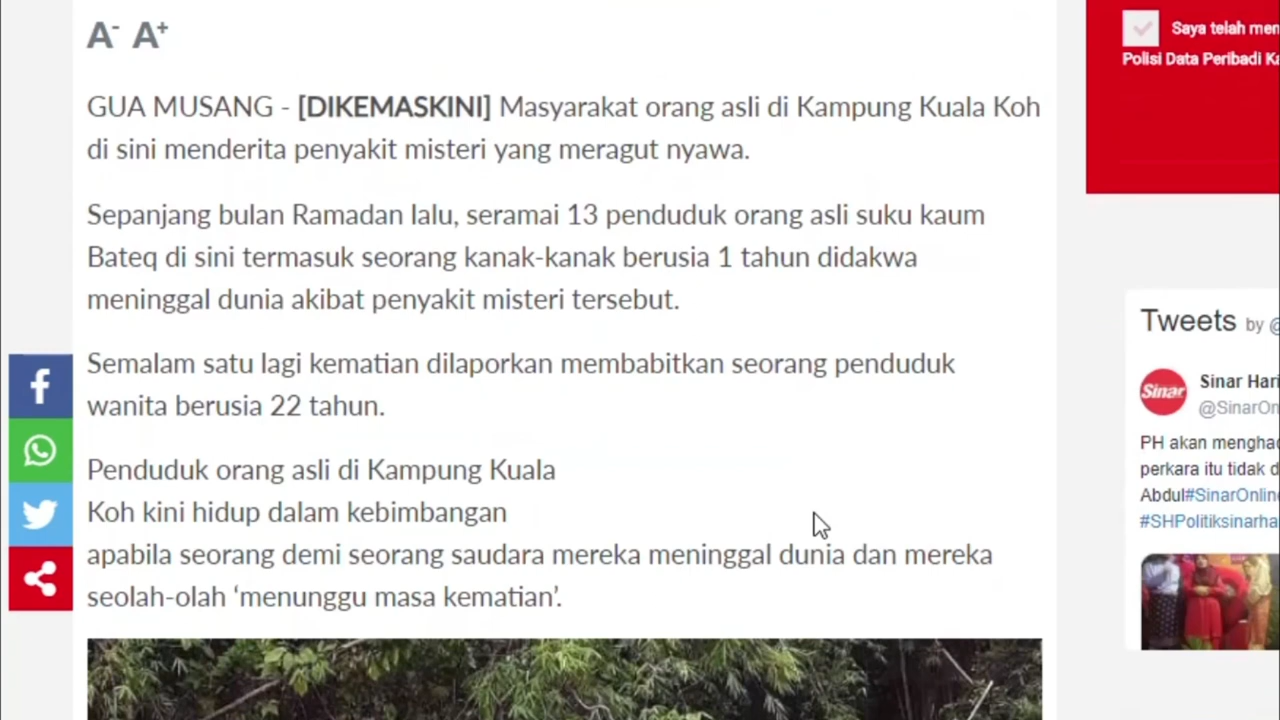 A- A+
GUA MUSANG - [DIKEMASKINI] Masyarakat orang asli di Kampung Kuala Koh
di sini menderita penyakit misteri yang meragut nyawa.
Sepanjang bulan Ramadan lalu, seramai 13 penduduk orang asli suku kaum
Bateq di sini termasuk seorang kanak-kanak berusia 1 tahun didakwa
meninggal dunia akibat penyakit misteri tersebut.
Semalam satu lagi kematian dilaporkan membabitkan seorang penduduk
wanita berusia 22 tahun.
Penduduk orang asli di Kampung Kuala
Koh kini hidup dalam kebimbangan
apabila seorang demi seorang saudara mereka meninggal dunia dan mereka
seolah-olah ‘menunggu masa kematian’.
Saya telah
Polisi Data Peribadi
Tweets by
Sinar
Sinar
@SinarOn
PH akan
perkara itu tidak
Abdul#SinarOnlin
#SHPolitiksinarha